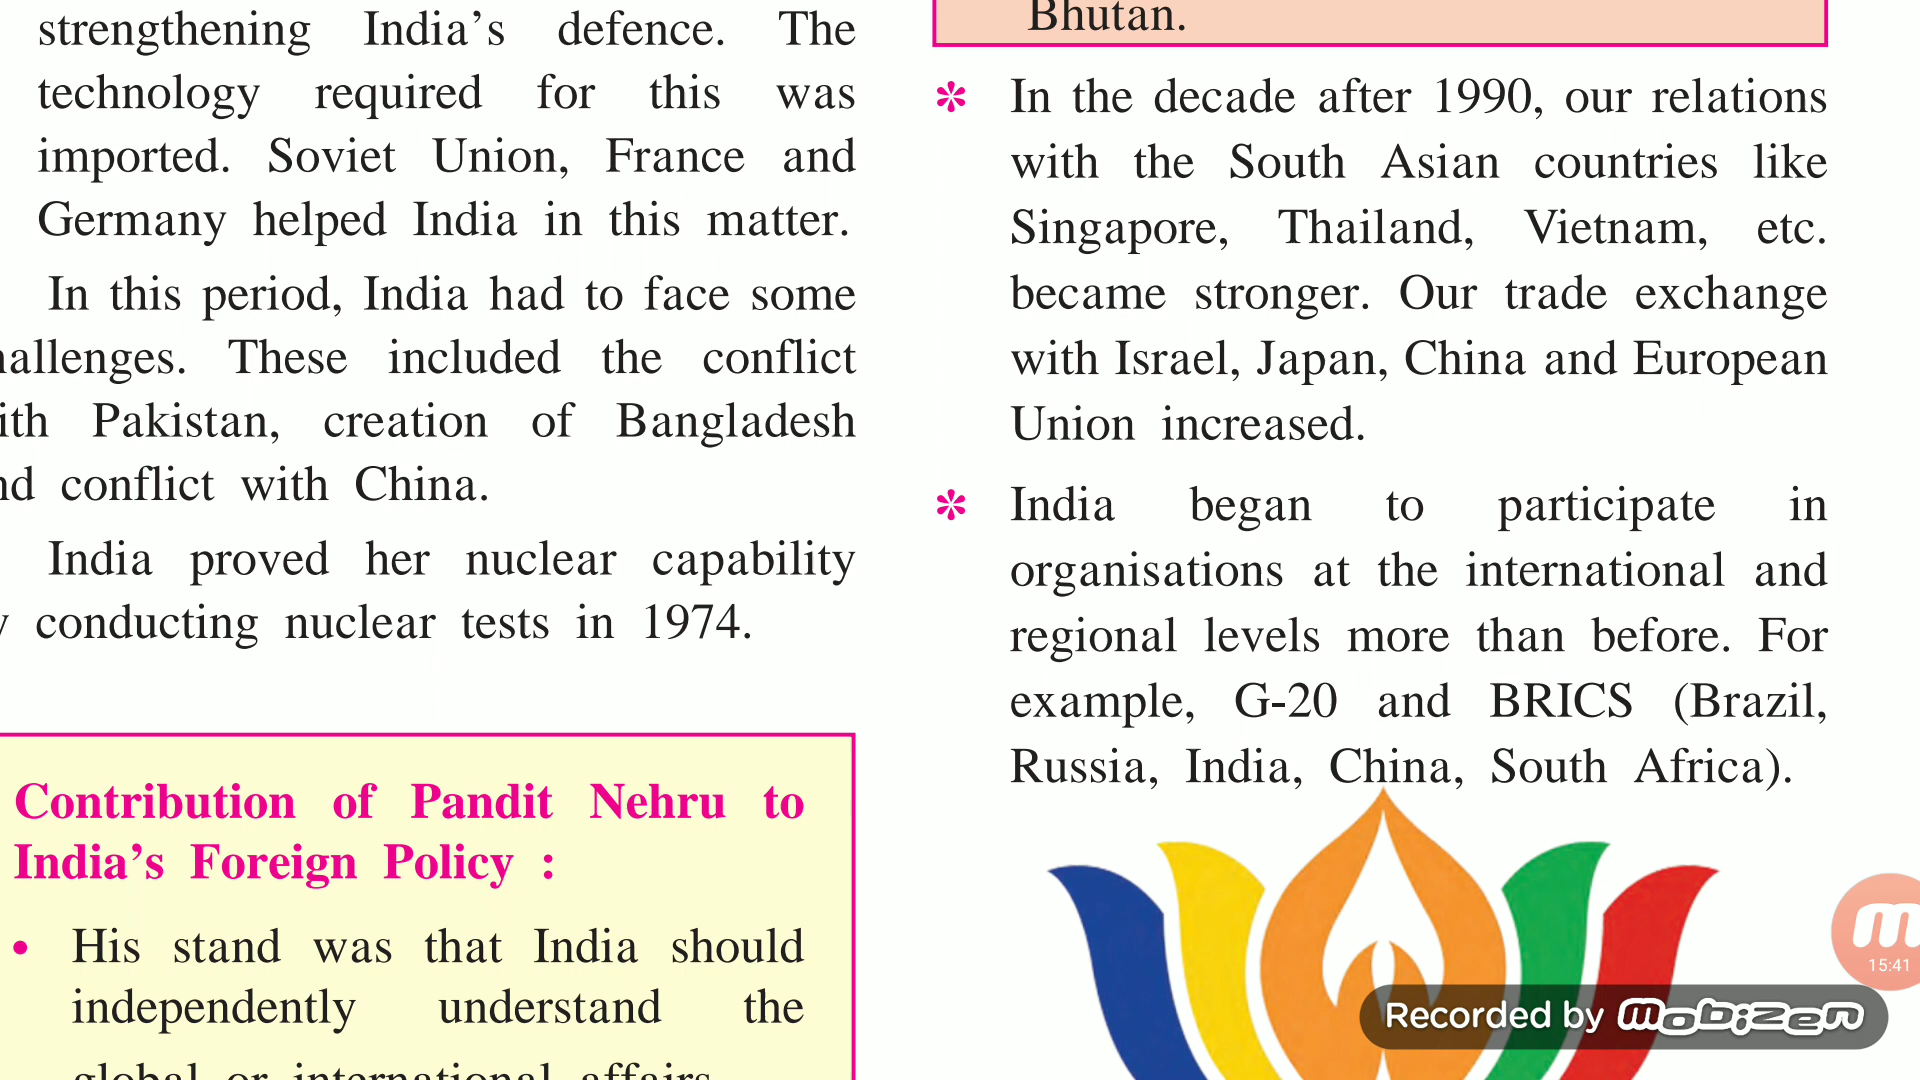 strengthening India's defence. The
technology required for this was
imported. Soviet Union, France and
Germany helped India in this matter.
In this period, India had to face some
hallenges. These included the conflict
ith Pakistan, creation of Bangladesh
nd conflict with China.
India proved her nuclear capability
y conducting nuclear tests in 1974.
Contribution of Pandit Nehru to
India's Foreign Policy :
• His stand was that India should
independently understand the
global or international affairs.
Bhutan.
* In the decade after 1990, our relations
with the South Asian countries like
Singapore, Thailand, Vietnam, etc.
became stronger. Our trade exchange
with Israel, Japan, China and European
Union increased.
* India began to participate in
organisations at the international and
regional levels more than before. For
example, G-20 and BRICS (Brazil,
Russia, India, China, South Africa).
15:41
Recorded by mobizen